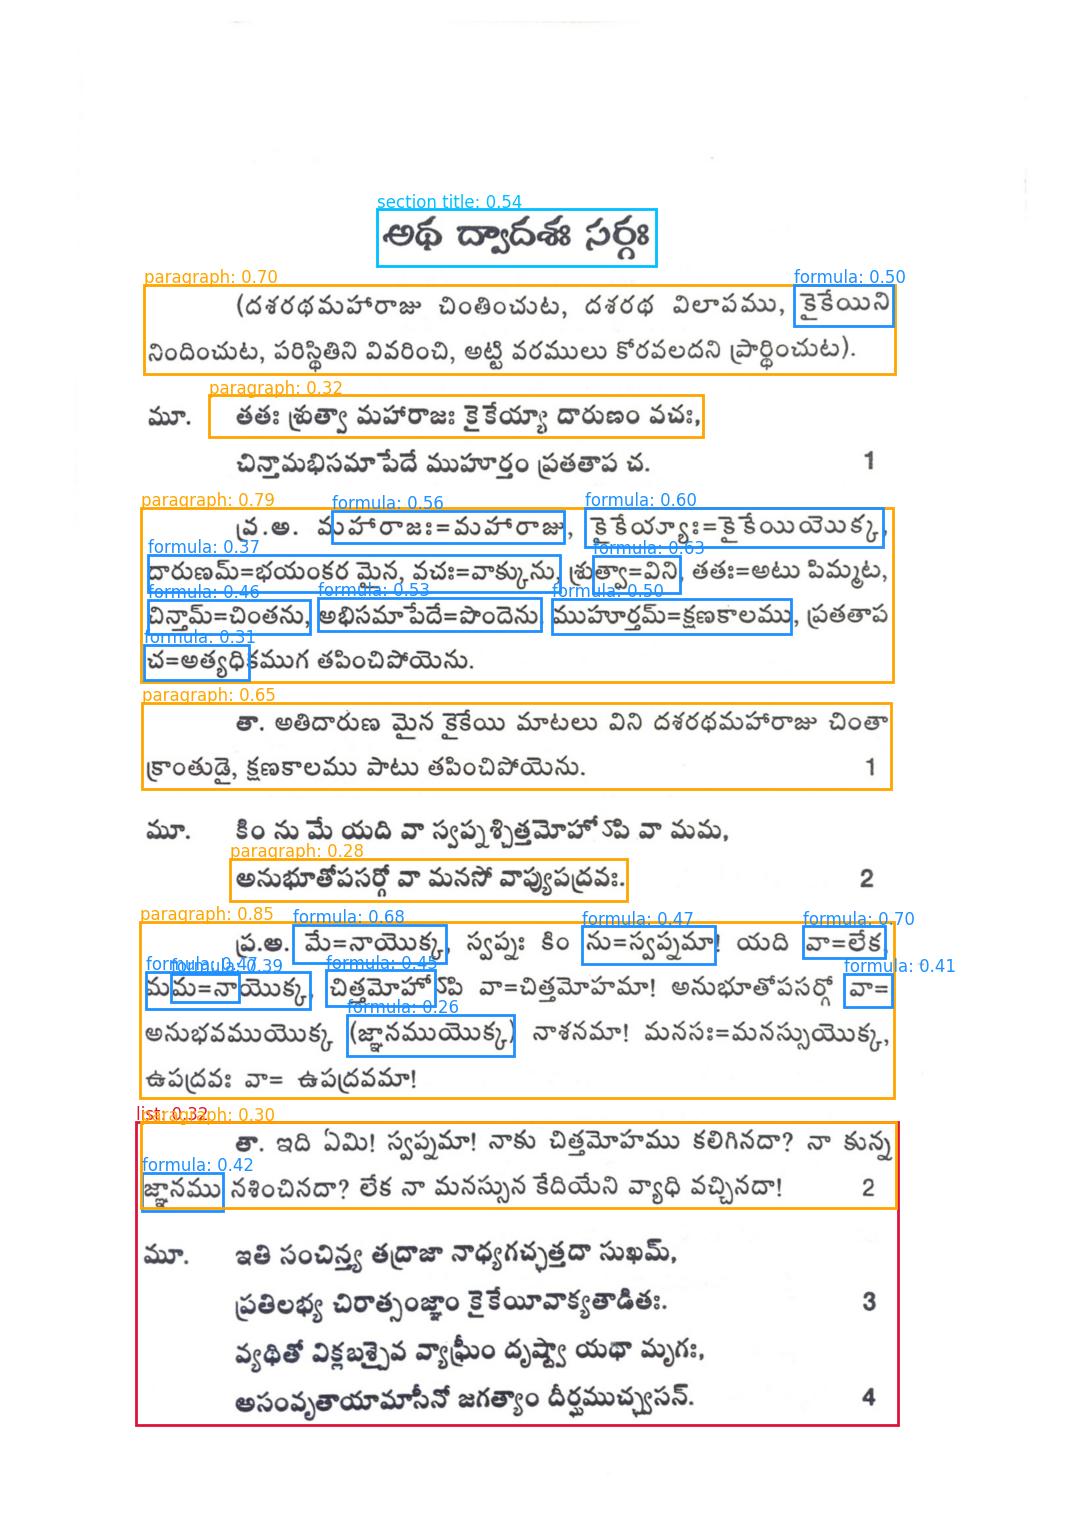 section title: 0.54
అథ ద్వాదశః సర్గః
paragraph: 0.70
formula: 0.50
(దశరథమహారాజు చింతించుట, దశరథ విలాపము, కైకేయిని
నిందించుట, పరిస్థితిని వివరించి, అట్టి వరములు కోరవలదని ప్రార్థించుట).
paragraph: 0.32
మూ. తతః శ్రుత్వా మహారాజః కైకేయ్యా దారుణం వచః,
చిన్తామభిసమాపేదే ముహూర్తం ప్రతతాప చ. 1
paragraph: 0.79 formula: 0.56 formula: 0.60
ప్ర.అ. మహారాజః=మహారాజు, కైకేయ్యాః=కైకేయియొక్క,
formula: 0.37 formula: 0.63
దారుణమ్=భయంకర మైన, వచః=వాక్కును, శ్రుత్వా=విని, తతః=అటు పిమ్మట,
formula: 0.46 formula: 0.53 formula: 0.50
చిన్తామ్=చింతను, అభిసమాపేదే=పొందెను, ముహూర్తమ్=క్షణకాలము, ప్రతతాప
formula: 0.31
చ=అత్యధికముగ తపించిపోయెను.
paragraph: 0.65
తా. అతిదారుణ మైన కైకేయి మాటలు విని దశరథమహారాజు చింతా
క్రాంతుడై, క్షణకాలము పాటు తపించిపోయెను. 1
మూ. కిం ను మే యది వా స్వప్నశ్చిత్తమోహోఽపి వా మమ,
paragraph: 0.28
అనుభూతోపసర్గో వా మనసో వాప్యుపద్రవః. 2
paragraph: 0.85 formula: 0.68 formula: 0.47 formula: 0.70
ప్ర.అ. మే=నాయొక్క, స్వప్నః కిం ను=స్వప్నమా! యది వా=లేక,
formula: 0.47 formula: 0.39 formula: 0.45 formula: 0.41
మమ=నాయొక్క, చిత్తమోహోఽపి వా=చిత్తమోహమా! అనుభూతోపసర్గో వా=
formula: 0.26
అనుభవముయొక్క (జ్ఞానముయొక్క) నాశనమా! మనసః=మనస్సుయొక్క,
ఉపద్రవః వా= ఉపద్రవమా!
list: 0.32
paragraph: 0.30
తా. ఇది ఏమి! స్వప్నమా! నాకు చిత్తమోహము కలిగినదా? నా కున్న
formula: 0.42
జ్ఞానము నశించినదా? లేక నా మనస్సున కేదియేని వ్యాధి వచ్చినదా! 2
మూ. ఇతి సంచిన్త్య తద్రాజా నాధ్యగచ్ఛత్తదా సుఖమ్,
ప్రతిలభ్య చిరాత్సంజ్ఞాం కైకేయీవాక్యతాడితః. 3
వ్యథితో విక్లబశ్చైవ వ్యాఘ్రీం దృష్ట్వా యథా మృగః,
అసంవృతాయామాసీనో జగత్యాం దీర్ఘముచ్ఛ్వసన్. 4